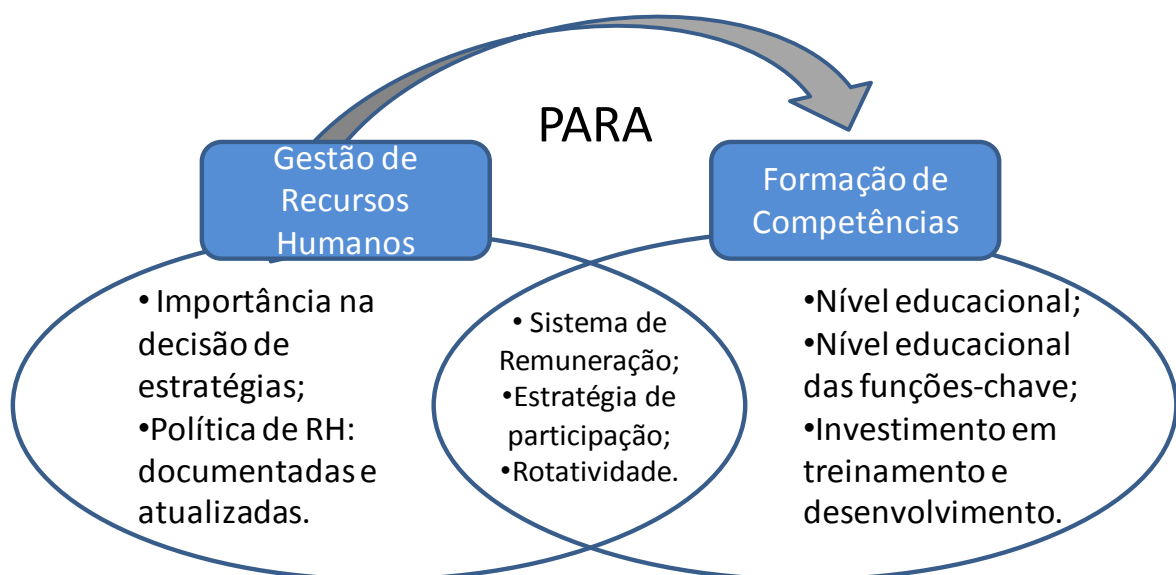 PARA
Gestão de
Recursos
Humanos
Formação de
Competências
• Importância na
decisão de
estratégias;
•Política de RH:
documentadas e
atualizadas.
• Sistema de
Remuneração;
•Estratégia de
participação;
•Rotatividade.
•Nível educacional;
•Nível educacional
das funções-chave;
•Investimento em
treinamento e
desenvolvimento.